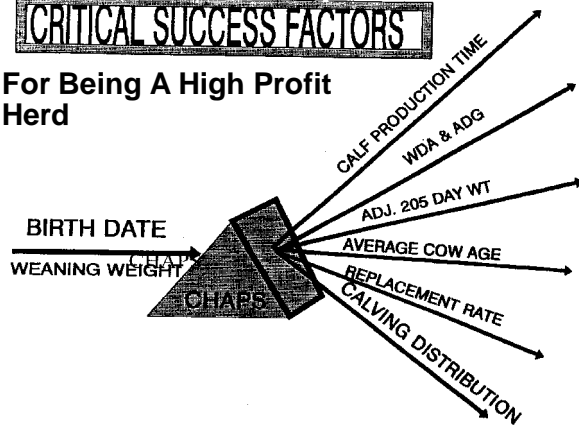 CRITICAL SUCCESS FACTORS
For Being A High Profit
Herd
CALF PRODUCTION TIME
WDA & ADG
ADJ. 205 DAY WT
BIRTH DATE
AVERAGE COW AGE
CHAP
WEANING WEIGHT
REPLACEMENT RATE
CHAPS
CALVING DISTRIBUTION